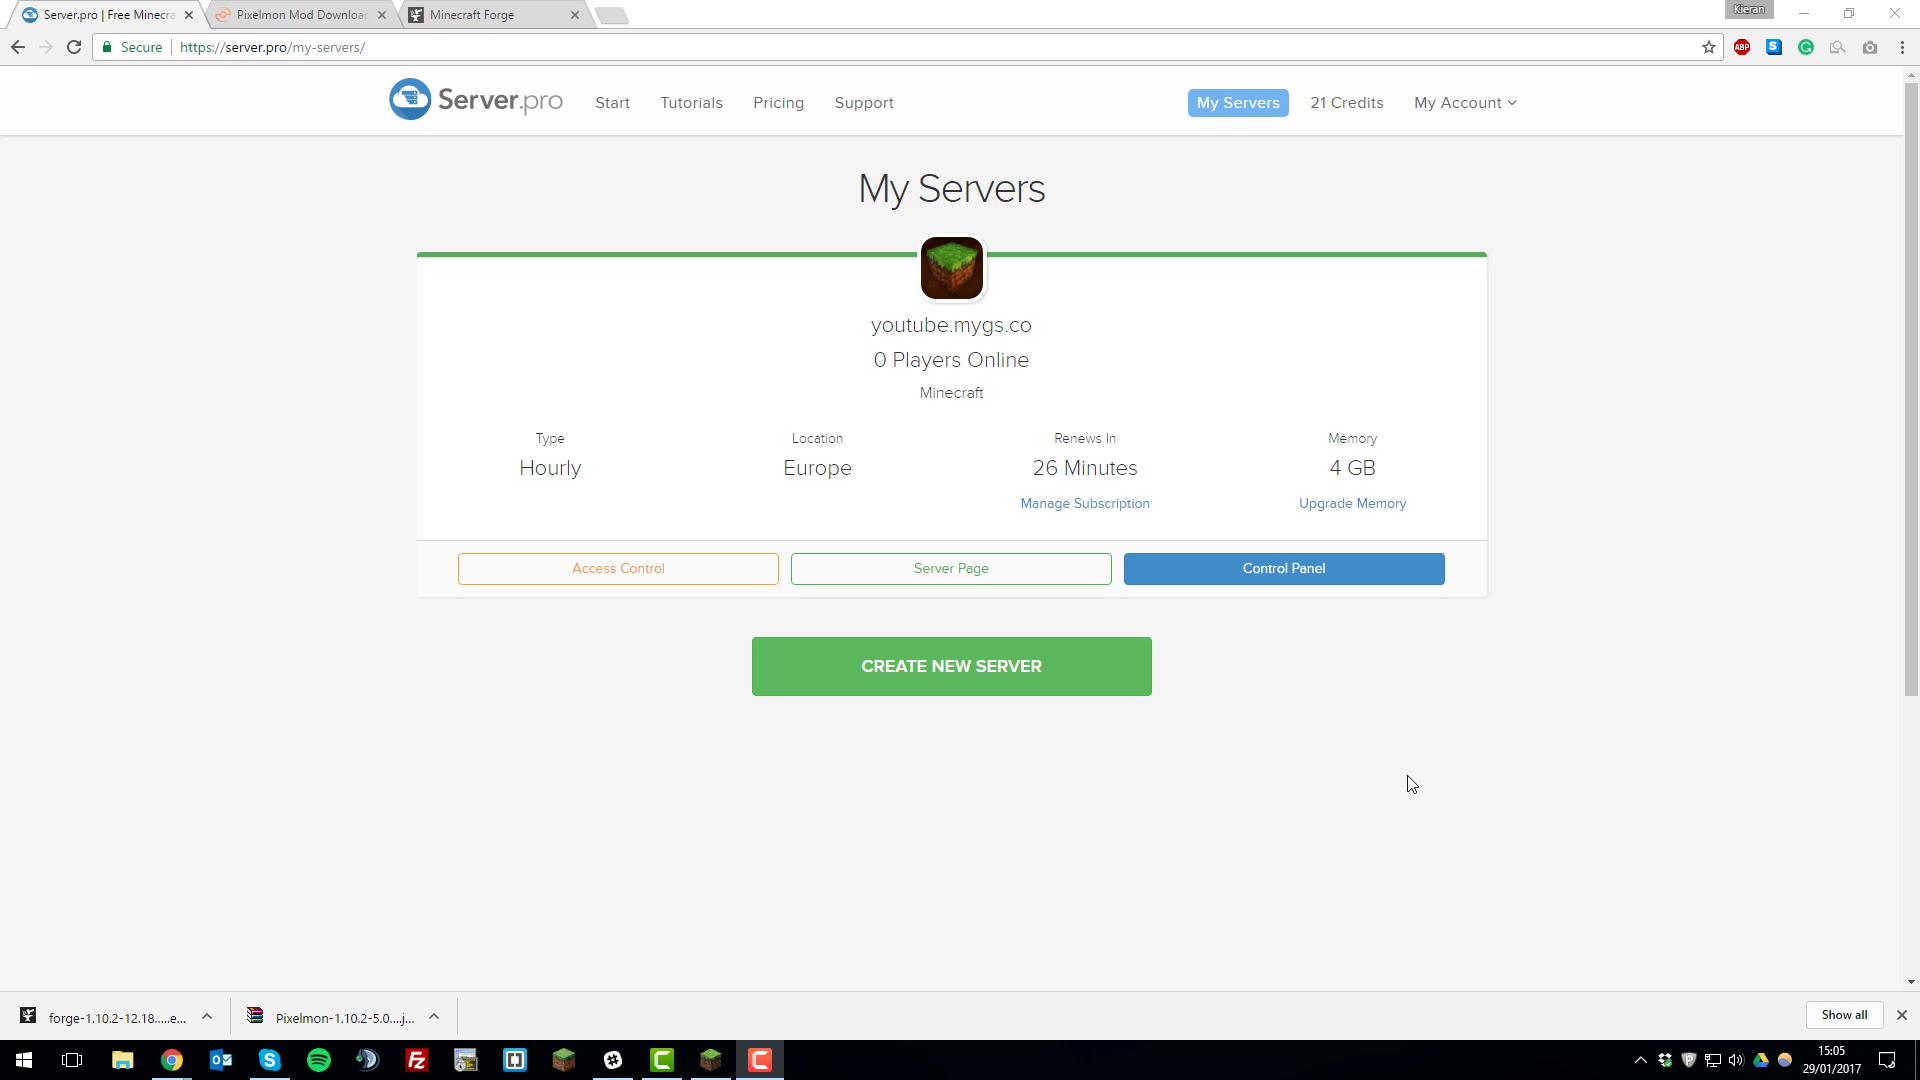 Server.pro | Free Minecra
Pixelmon Mod Downloac
Minecraft Forge
Kieran
Secure
https://server.pro/my-servers/
ABP
S
Server.pro
Start
Tutorials
Pricing
Support
My Servers
21 Credits
My Account
My Servers
youtube.mygs.co
0 Players Online
Minecraft
Type
Location
Renews In
Memory
Hourly
Europe
26 Minutes
4 GB
Manage Subscription
Upgrade Memory
Access Control
Server Page
Control Panel
CREATE NEW SERVER
forge-1.10.2-12.18.....e...
Pixelmon-1.10.2-5.0....j...
Show all
15:05
29/01/2017